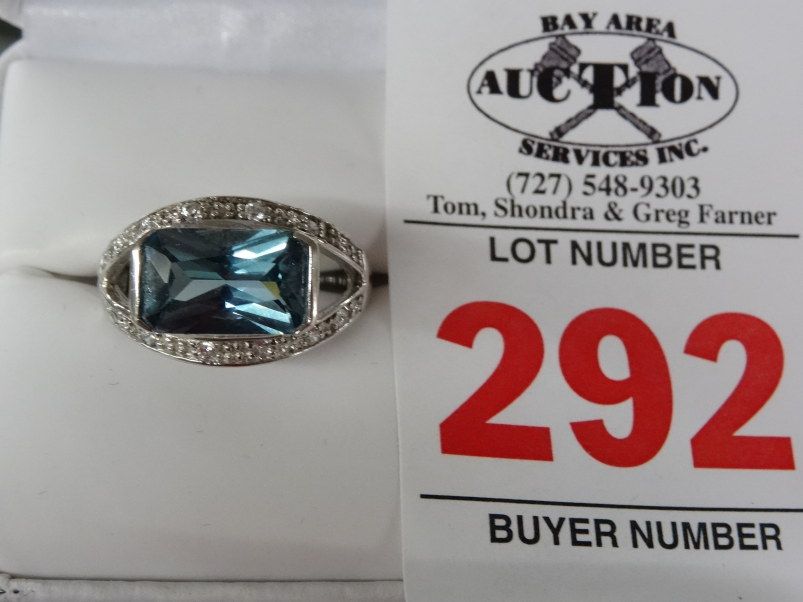 BAY AREA
AUCTION
SERVICES INC.
(727) 548-9303
Tom, Shondra & Greg Farner
LOT NUMBER
292
BUYER NUMBER